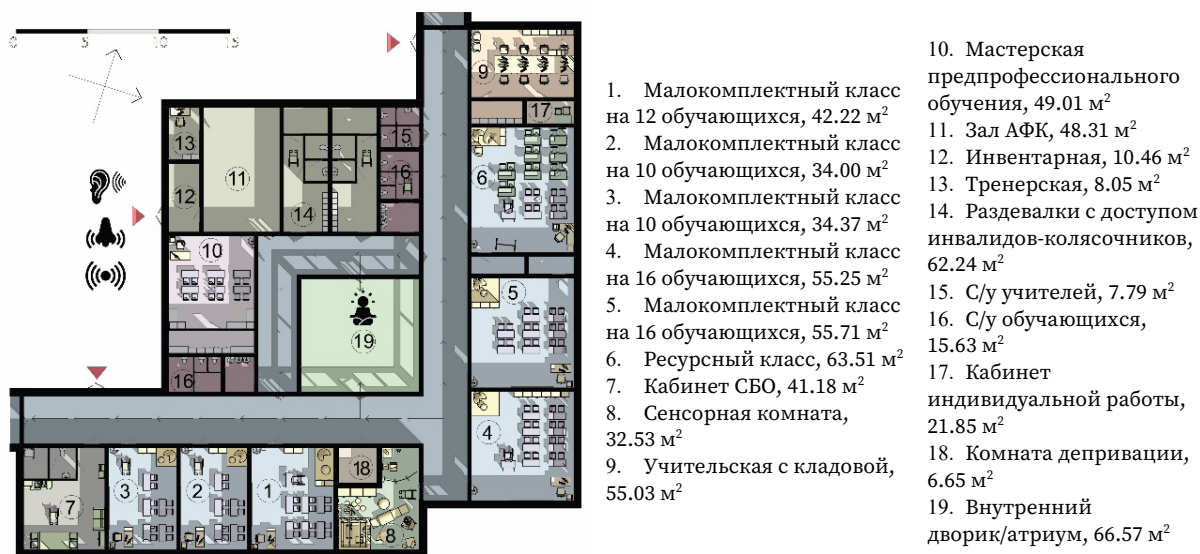 0 5 10 15
9
17
13
15
16
6
11
12
14
10
5
19
16
4
18
3
2
1
7
8
1. Малокомплектный класс
на 12 обучающихся, 42.22 м²
2. Малокомплектный класс
на 10 обучающихся, 34.00 м²
3. Малокомплектный класс
на 10 обучающихся, 34.37 м²
4. Малокомплектный класс
на 16 обучающихся, 55.25 м²
5. Малокомплектный класс
на 16 обучающихся, 55.71 м²
6. Ресурсный класс, 63.51 м²
7. Кабинет СБО, 41.18 м²
8. Сенсорная комната,
32.53 м²
9. Учительская с кладовой,
55.03 м²
10. Мастерская
предпрофессионального
обучения, 49.01 м²
11. Зал АФК, 48.31 м²
12. Инвентарная, 10.46 м²
13. Тренерская, 8.05 м²
14. Раздевалки с доступом
инвалидов-колясочников,
62.24 м²
15. С/у учителей, 7.79 м²
16. С/у обучающихся,
15.63 м²
17. Кабинет
индивидуальной работы,
21.85 м²
18. Комната депривации,
6.65 м²
19. Внутренний
дворик/атриум, 66.57 м²